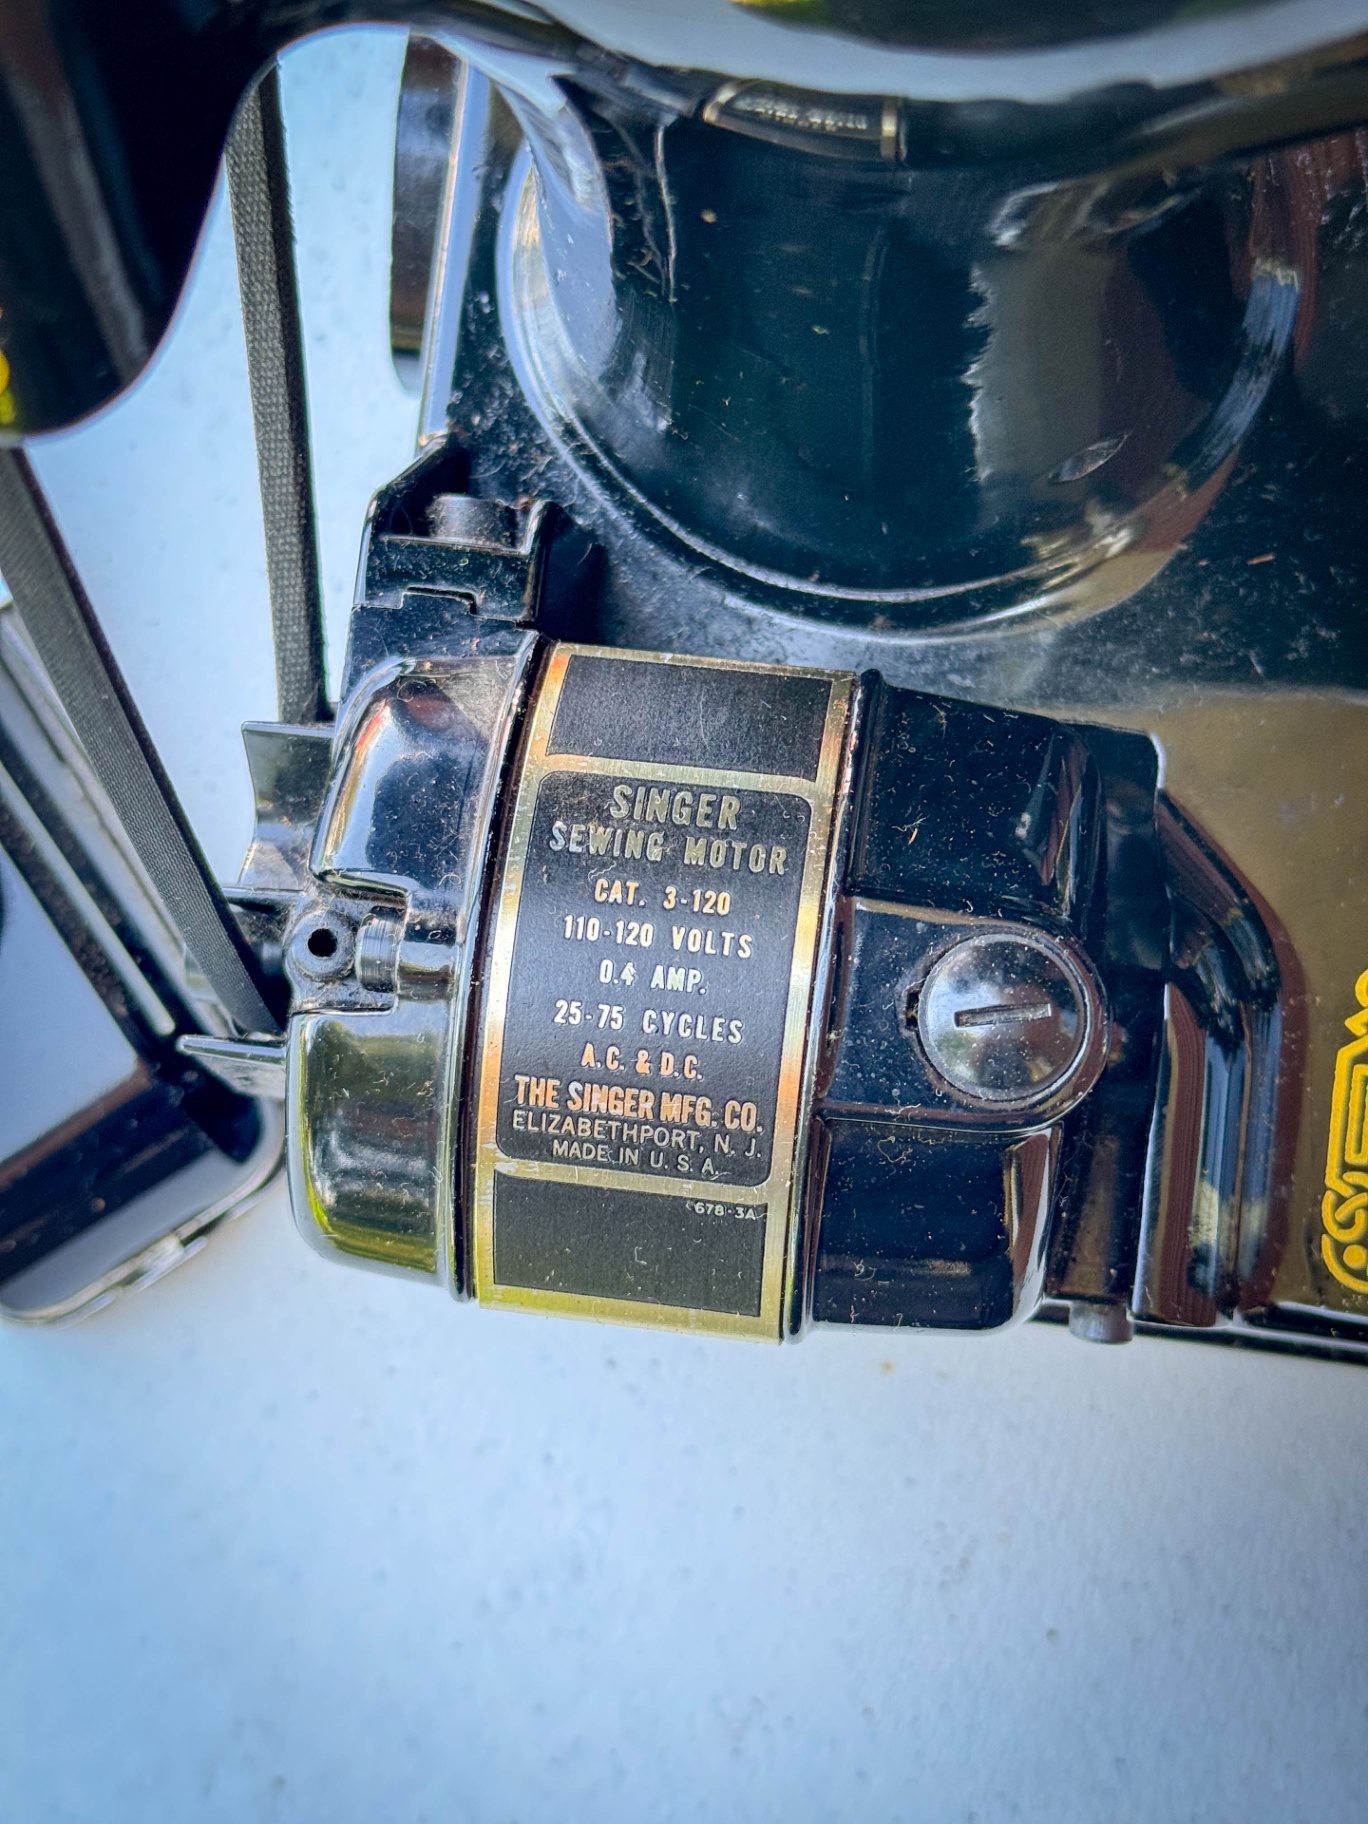 SINGER
SEWING MOTOR
CAT. 3-120
110-120 VOLTS
0.4 AMP.
25-75 CYCLES
A.C. & D.C.
THE SINGER MFG. CO.
ELIZABETHPORT, N. J.
MADE IN U. S. A.
678-3A